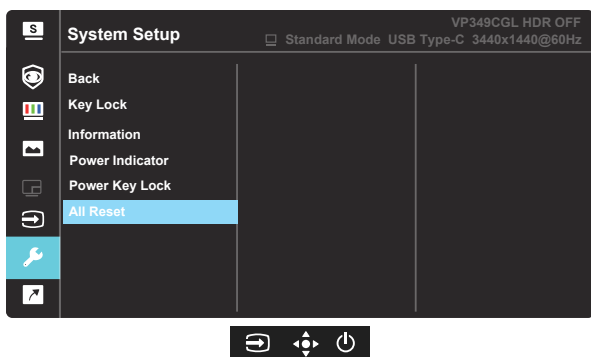 S
System Setup
VP349CGL HDR OFF
Standard Mode USB Type-C 3440x1440@60Hz
Back
Key Lock
Information
Power Indicator
Power Key Lock
All Reset